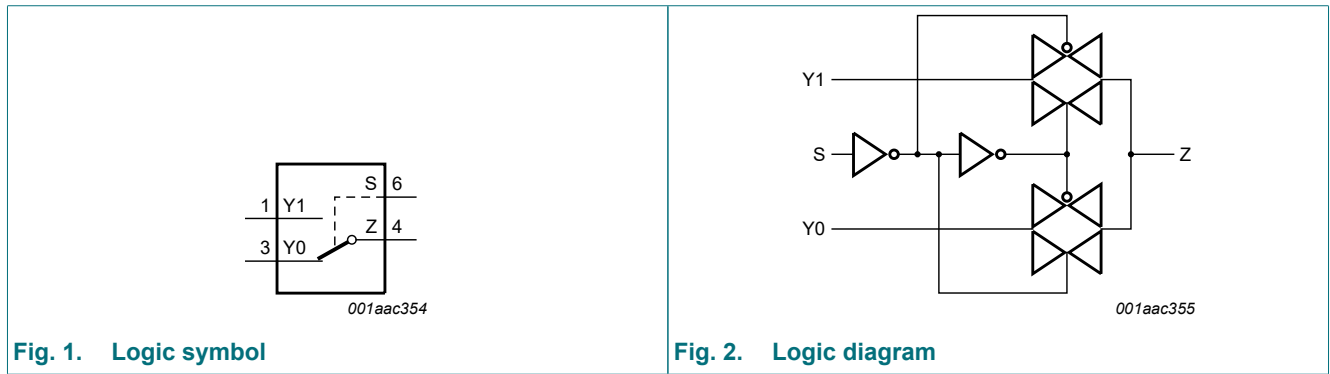 S 6
1 Y1
Z 4
3 Y0
001aac354
Fig. 1. Logic symbol
Y1
S
Z
Y0
001aac355
Fig. 2. Logic diagram